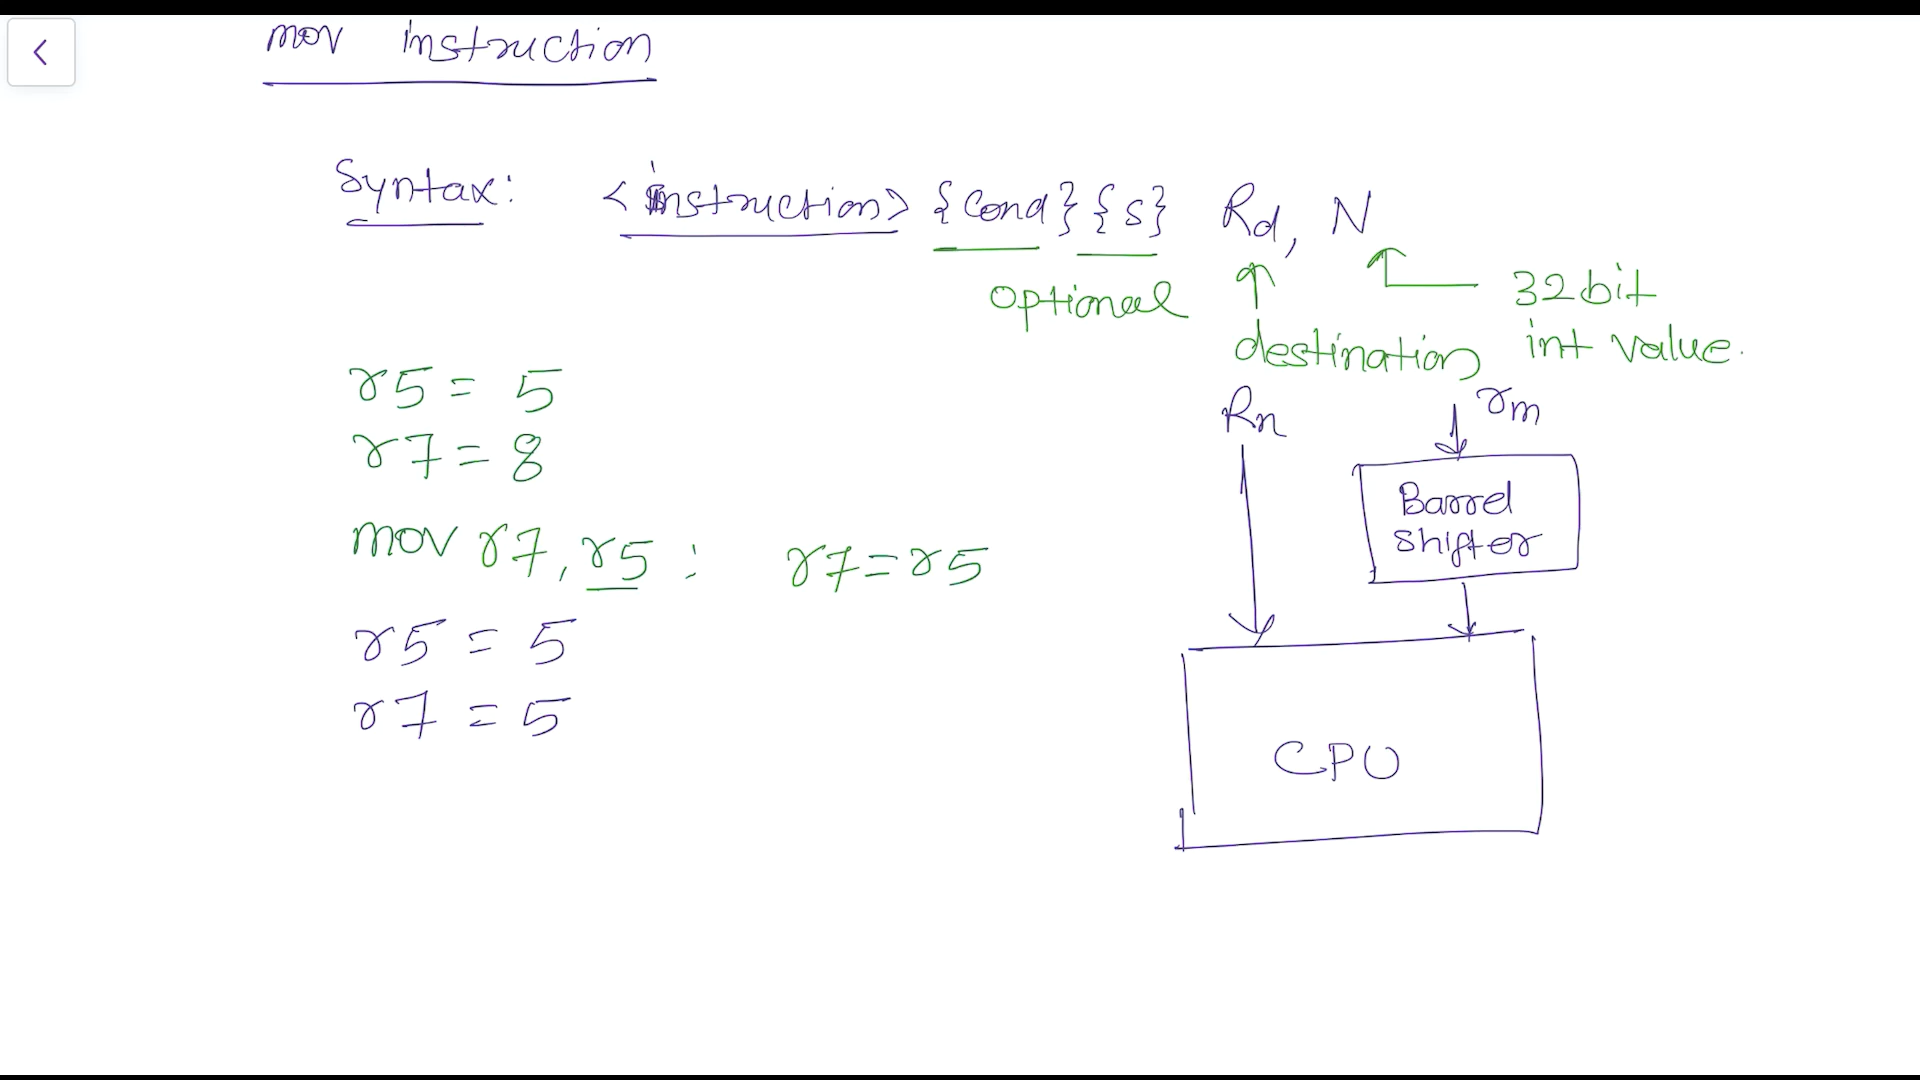 mov instruction
Syntax: <instruction> {cond} {s} Rd, N
optional
destination
32bit
int value.
r5 = 5
r7 = 8
mov r7, r5 : r7 = r5
r5 = 5
r7 = 5
Rn
rm
Barrel
Shifter
CPU